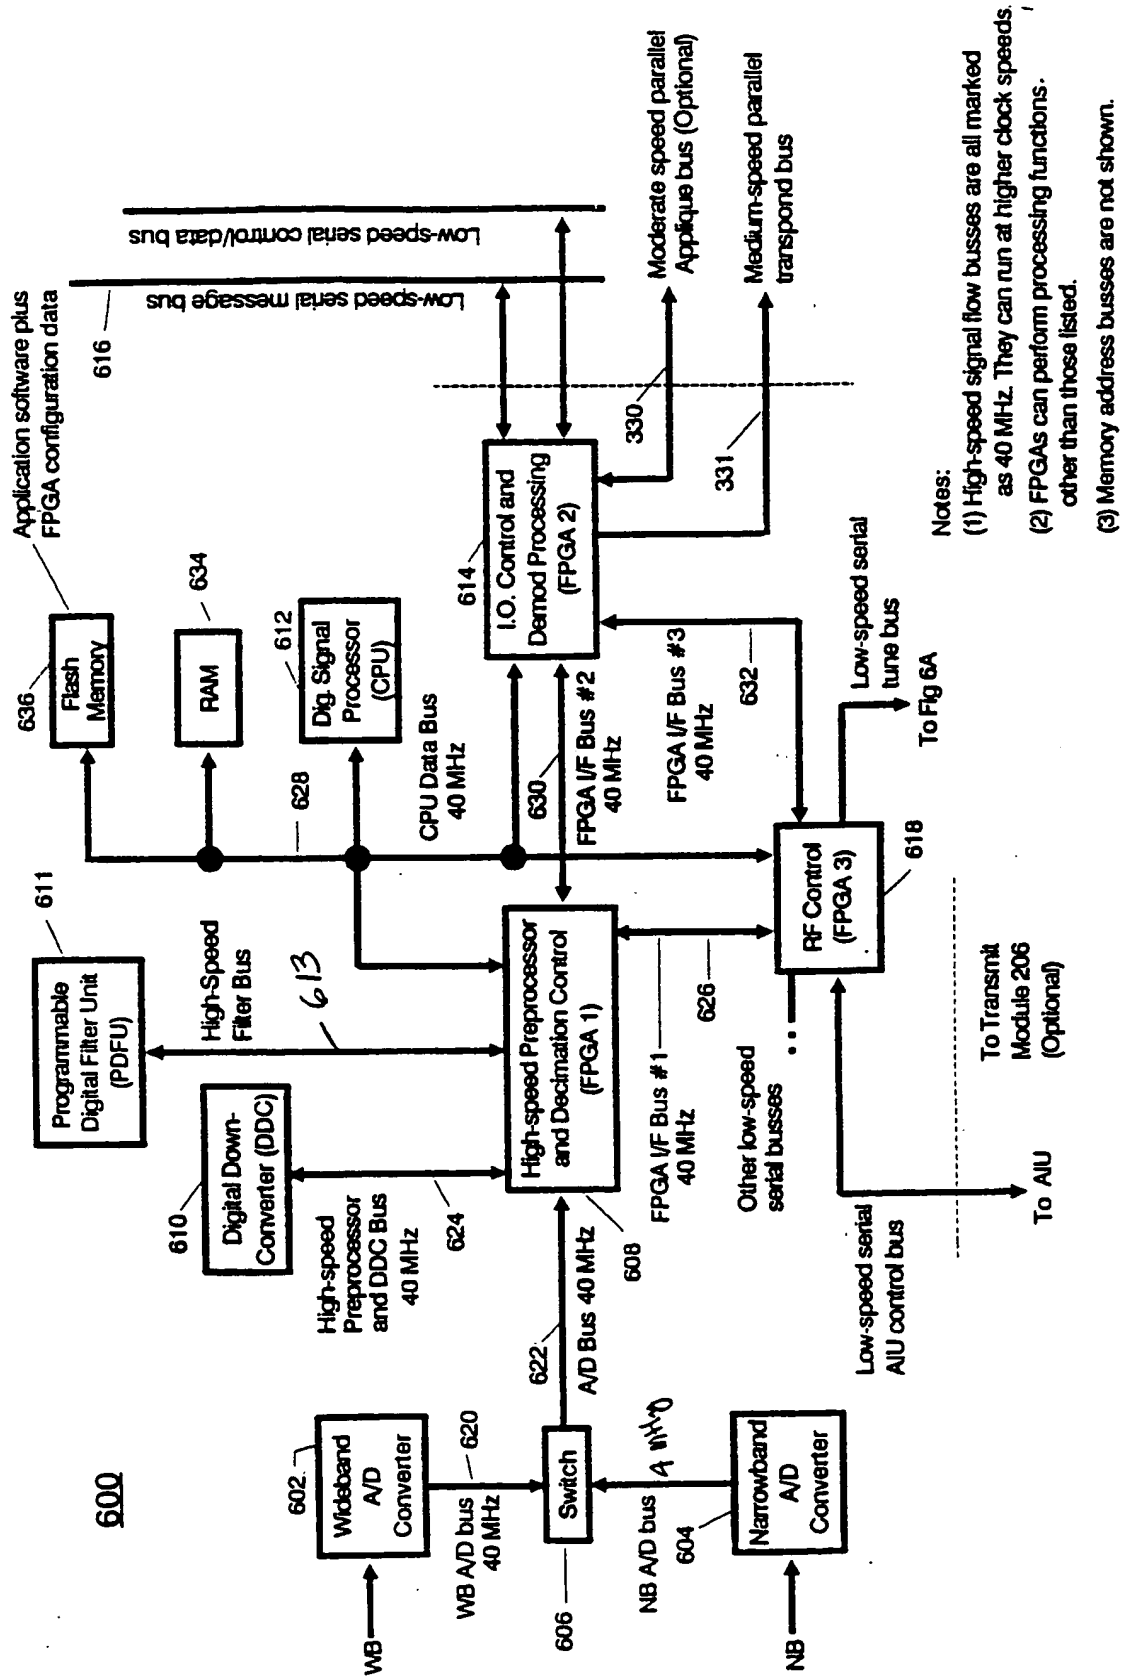 600
WB
602
Wideband
A/D
Converter
WB A/D bus
40 MHz
620
606
Switch
NB A/D bus
4 MHz
604
Narrowband
A/D
Converter
NB
622
A/D Bus 40 MHz
608
610
Digital Down-
Converter (DDC)
High-speed
Preprocessor
and DDC Bus
40 MHz
624
611
Programmable
Digital Filter Unit
(PDFU)
High-Speed
Filter Bus
613
High-speed Preprocessor
and Decimation Control
(FPGA 1)
FPGA I/F Bus #1
40 MHz
626
Other low-speed
serial busses
Low-speed serial
AIU control bus
To AIU
To Transmit
Module 206
(Optional)
RF Control
(FPGA 3)
618
Low-speed serial
tune bus
To Fig 6A
628
CPU Data Bus
40 MHz
630
FPGA I/F Bus #2
40 MHz
FPGA I/F Bus #3
40 MHz
632
636
Flash
Memory
Application software plus
FPGA configuration data
RAM
634
612
Dig. Signal
Processor
(CPU)
614
I.O. Control and
Demod Processing
(FPGA 2)
616
Low-speed serial message bus
Low-speed serial control/data bus
330
Moderate speed parallel
Applique bus (Optional)
331
Medium-speed parallel
transpond bus
Notes:
(1) High-speed signal flow busses are all marked
as 40 MHz. They can run at higher clock speeds.
(2) FPGAs can perform processing functions
other than those listed.
(3) Memory address busses are not shown.